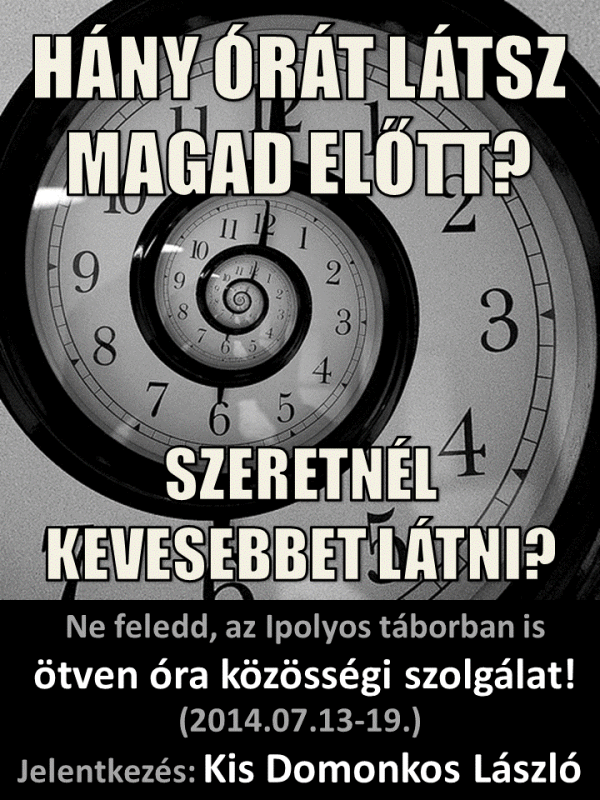 HÁNY ÓRÁT LÁTSZ
MAGAD ELŐTT?
SZERETNÉL
KEVESEBBET LÁTNI?
Ne feledd, az Ipolyos táborban is
ötven óra közösségi szolgálat!
(2014.07.13-19.)
Jelentkezés: Kis Domonkos László